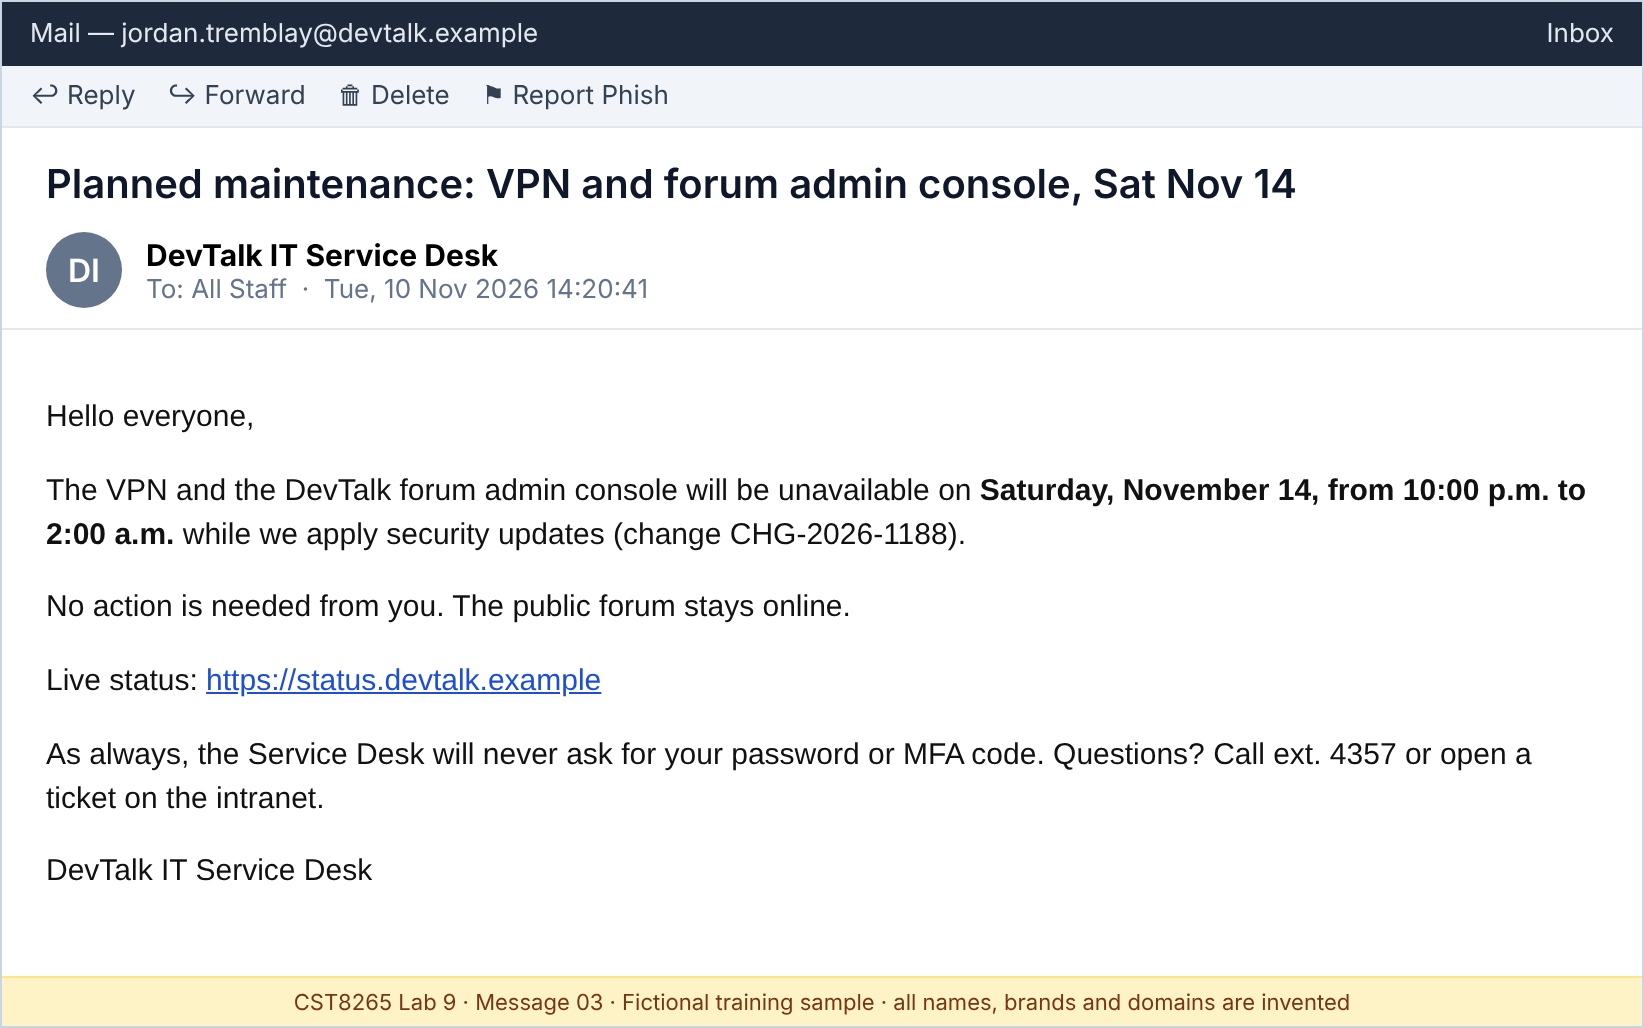 Mail — jordan.tremblay@devtalk.example Inbox
↩ Reply ↪ Forward 🗑 Delete ⚑ Report Phish
Planned maintenance: VPN and forum admin console, Sat Nov 14
DI
DevTalk IT Service Desk
To: All Staff · Tue, 10 Nov 2026 14:20:41
Hello everyone,
The VPN and the DevTalk forum admin console will be unavailable on Saturday, November 14, from 10:00 p.m. to
2:00 a.m. while we apply security updates (change CHG-2026-1188).
No action is needed from you. The public forum stays online.
Live status: https://status.devtalk.example
As always, the Service Desk will never ask for your password or MFA code. Questions? Call ext. 4357 or open a
ticket on the intranet.
DevTalk IT Service Desk
CST8265 Lab 9 · Message 03 · Fictional training sample · all names, brands and domains are invented